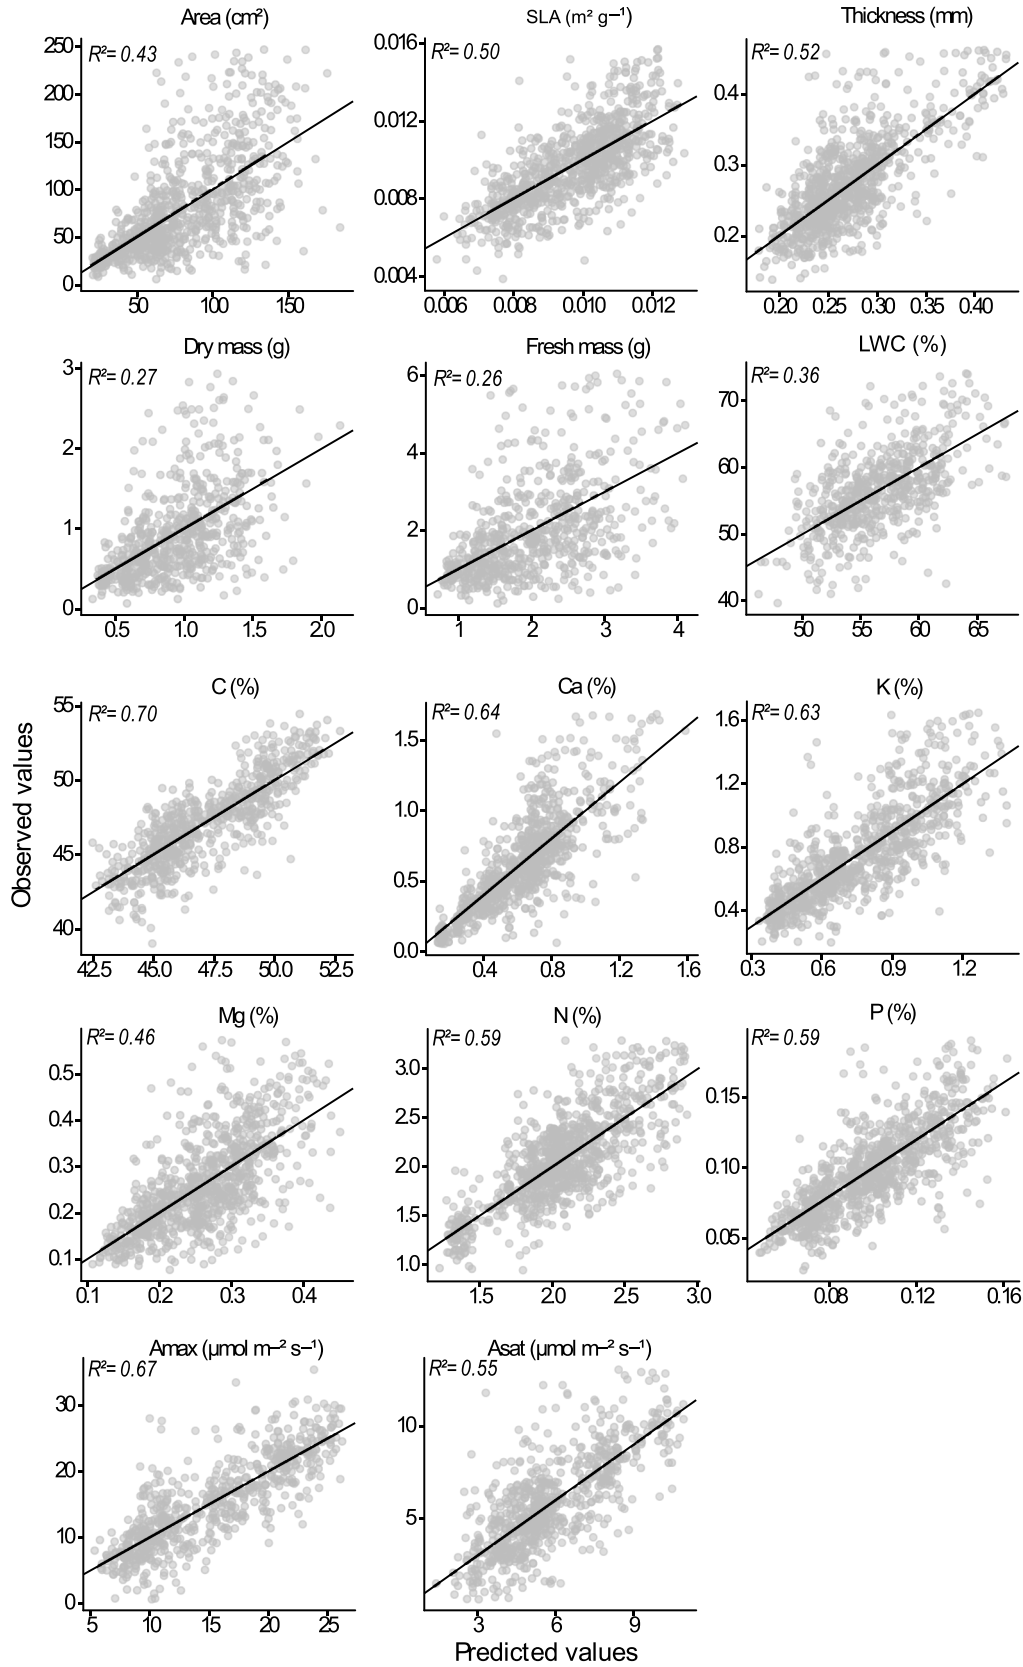 Area (cm²)
SLA (m² g⁻¹)
Thickness (mm)
R²= 0.43
R²= 0.50
R²= 0.52
250
200
150
100
50
0
0.016
0.012
0.008
0.004
0.4
0.3
0.2
50 100 150
0.006 0.008 0.010 0.012
0.20 0.25 0.30 0.35 0.40
Dry mass (g)
Fresh mass (g)
LWC (%)
R²= 0.27
R²= 0.26
R²= 0.36
3
2
1
0
6
4
2
0
70
60
50
40
0.5 1.0 1.5 2.0
1 2 3 4
50 55 60 65
C (%)
Ca (%)
K (%)
R²= 0.70
R²= 0.64
R²= 0.63
55
50
45
40
1.5
1.0
0.5
0.0
1.6
1.2
0.8
0.4
42.5 45.0 47.5 50.0 52.5
0.4 0.8 1.2 1.6
0.3 0.6 0.9 1.2
Observed values
Mg (%)
N (%)
P (%)
R²= 0.46
R²= 0.59
R²= 0.59
0.5
0.4
0.3
0.2
0.1
3.0
2.5
2.0
1.5
1.0
0.15
0.10
0.05
0.1 0.2 0.3 0.4
1.5 2.0 2.5 3.0
0.08 0.12 0.16
Amax (µmol m–² s–¹)
Asat (µmol m–² s–¹)
R²= 0.67
R²= 0.55
30
20
10
0
10
5
5 10 15 20 25
3 6 9
Predicted values